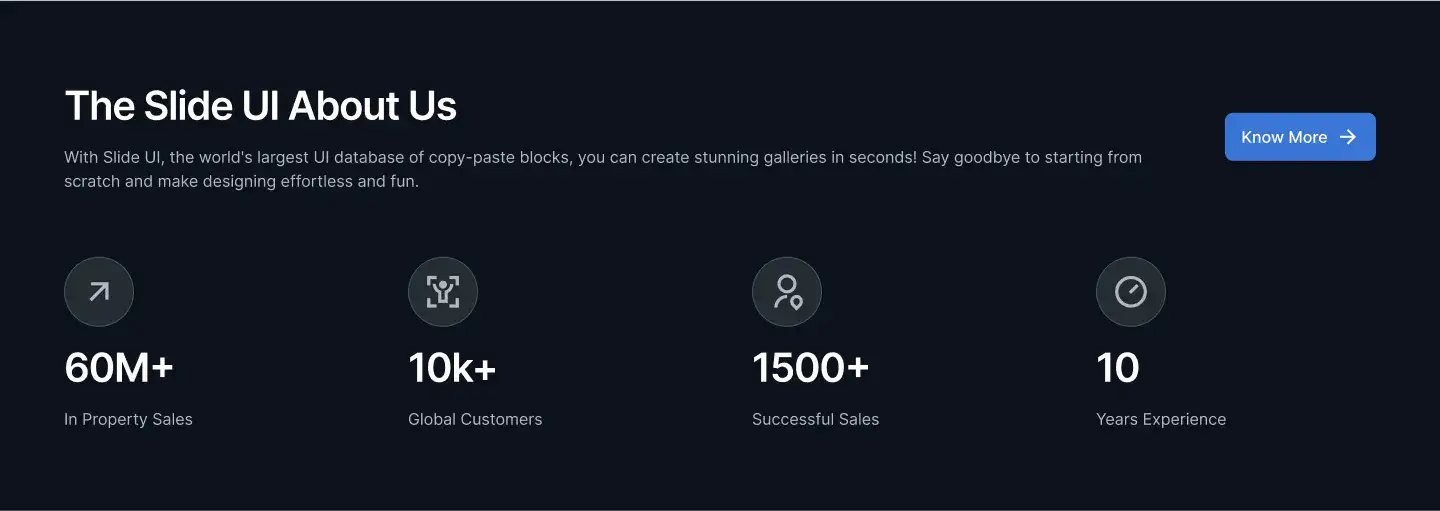 The Slide UI About Us
With Slide UI, the world's largest UI database of copy-paste blocks, you can create stunning galleries in seconds! Say goodbye to starting from
scratch and make designing effortless and fun.
Know More
60M+
In Property Sales
10k+
Global Customers
1500+
Successful Sales
10
Years Experience